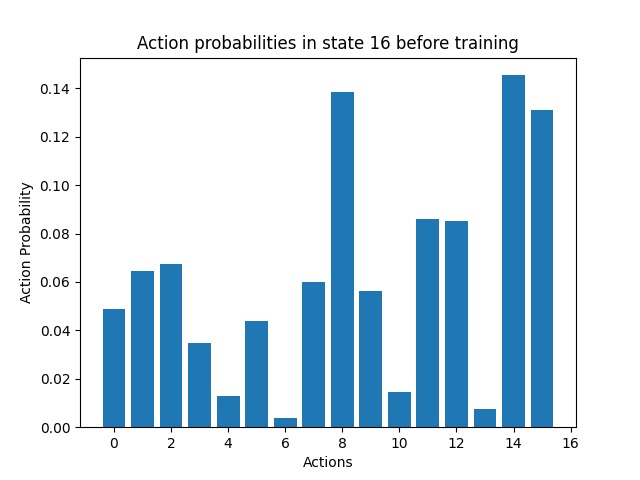 Action probabilities in state 16 before training
Action Probability
0.14
0.12
0.10
0.08
0.06
0.04
0.02
0.00
0 2 4 6 8 10 12 14 16
Actions